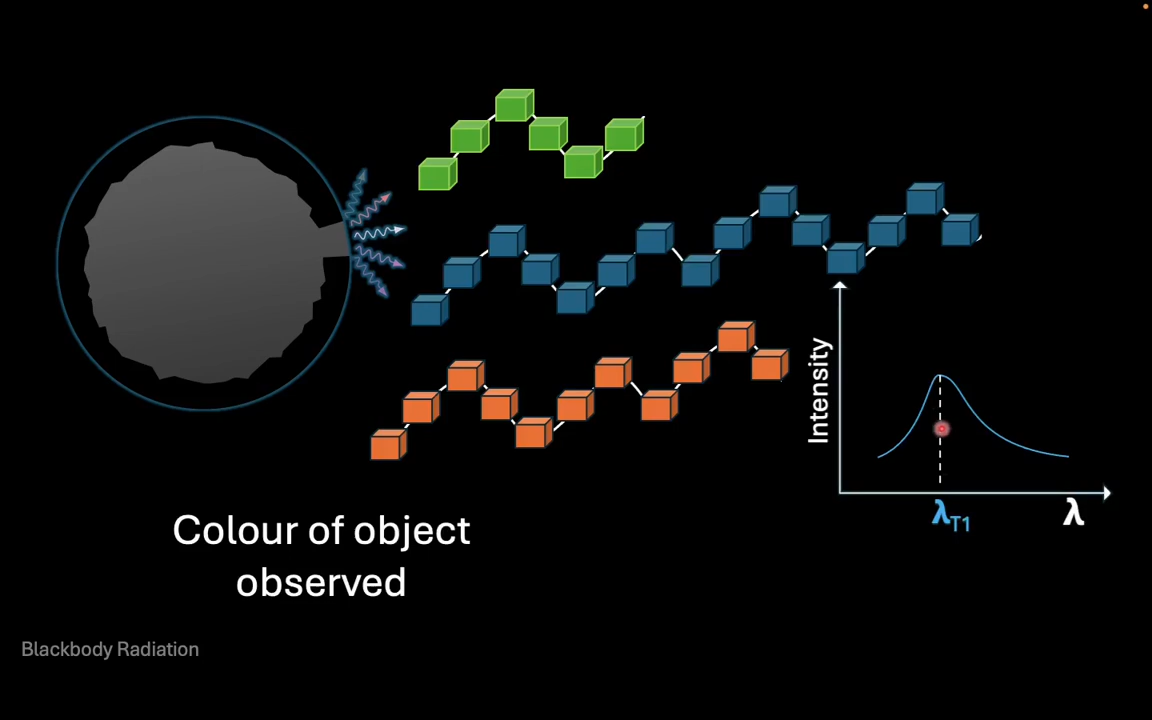 Intensity
λT1
λ
Colour of object
observed
Blackbody Radiation